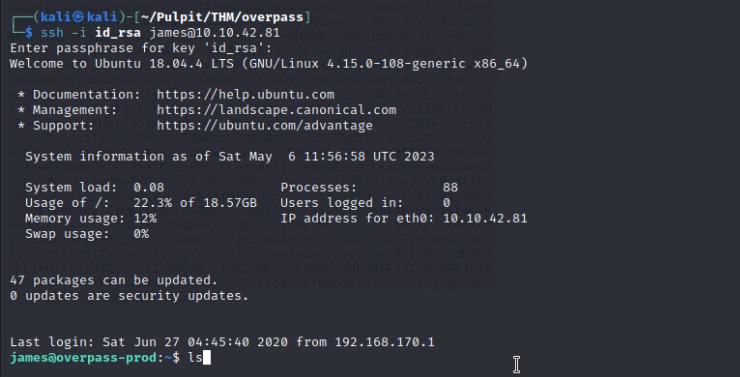 ┌──(kali㉿kali)-[~/Pulpit/THM/overpass]
└─$ ssh -i id_rsa james@10.10.42.81
Enter passphrase for key 'id_rsa':
Welcome to Ubuntu 18.04.4 LTS (GNU/Linux 4.15.0-108-generic x86_64)
* Documentation:  https://help.ubuntu.com
* Management:     https://landscape.canonical.com
* Support:        https://ubuntu.com/advantage
System information as of Sat May  6 11:56:58 UTC 2023
System load:  0.08               Processes:           88
Usage of /:   22.3% of 18.57GB   Users logged in:     0
Memory usage: 12%                IP address for eth0: 10.10.42.81
Swap usage:   0%
47 packages can be updated.
0 updates are security updates.
Last login: Sat Jun 27 04:45:40 2020 from 192.168.170.1
james@overpass-prod:~$ ls